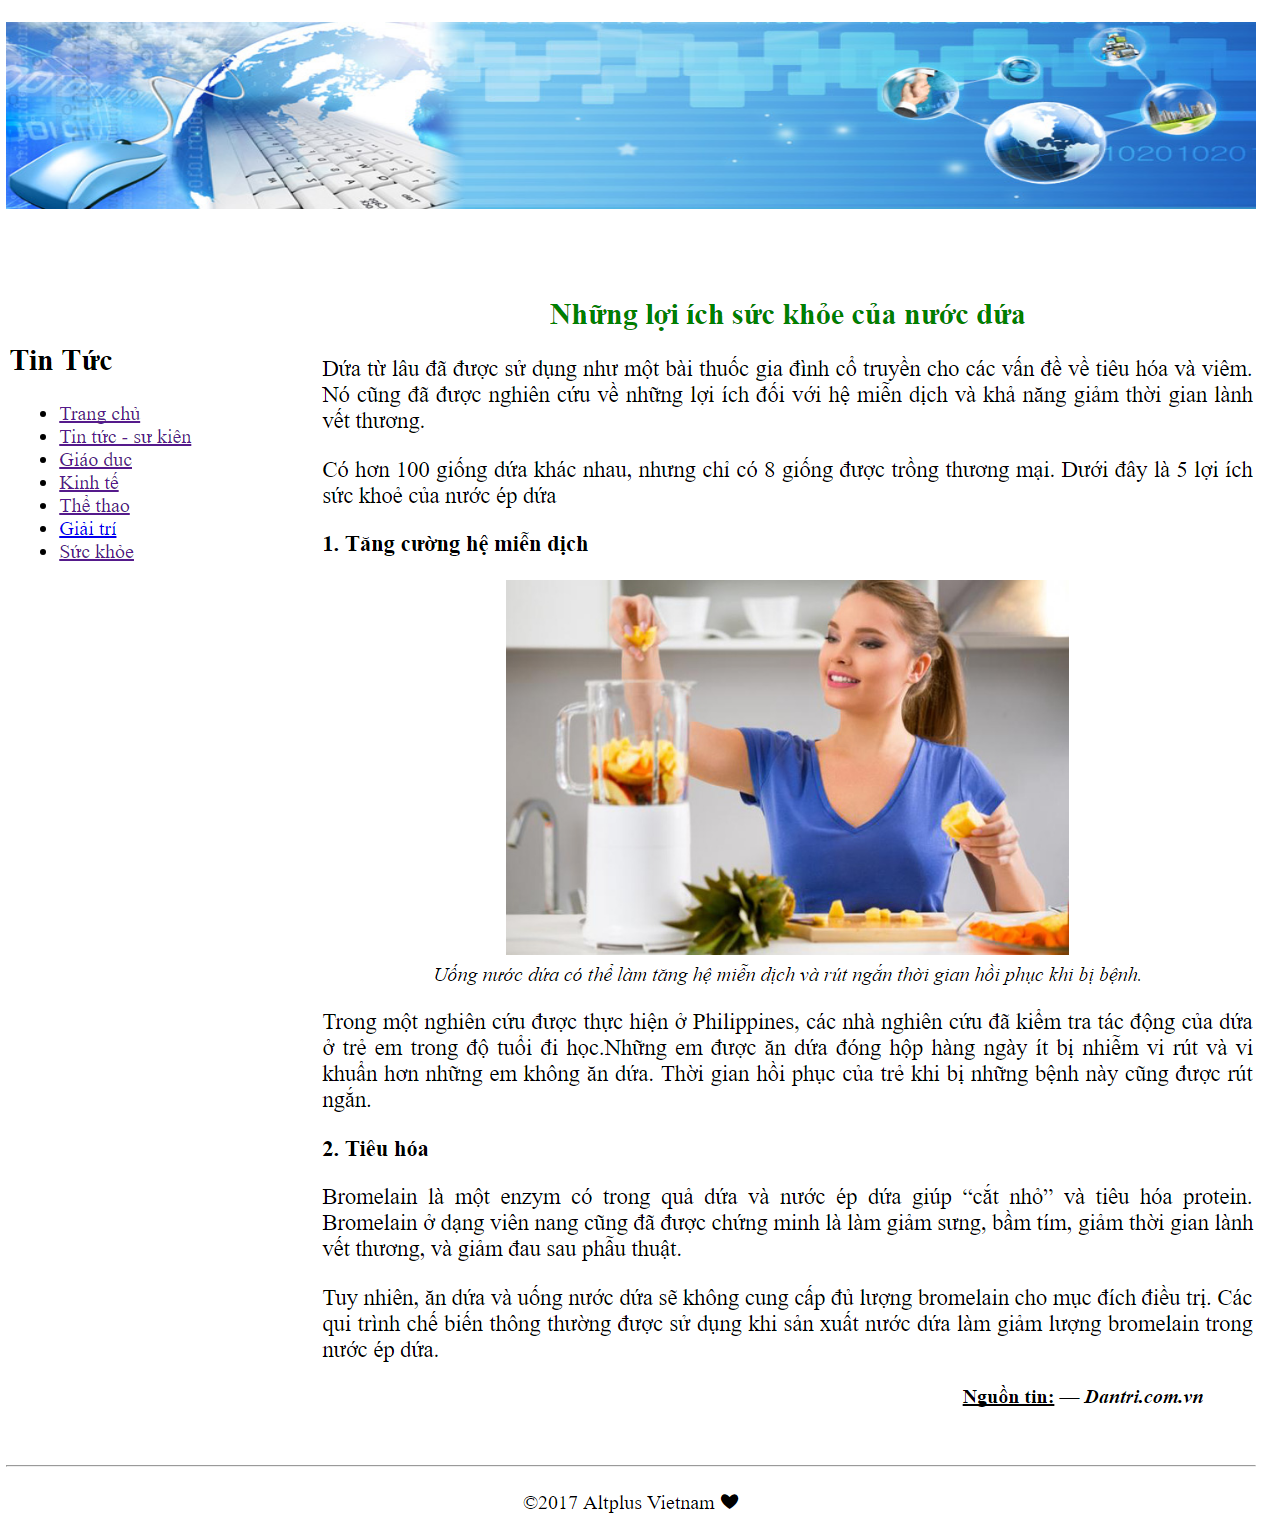 Tin Tức
Trang chủ
Tin tức - sự kiện
Giáo dục
Kinh tế
Thể thao
Giải trí
Sức khỏe
Những lợi ích sức khỏe của nước dứa
Dứa từ lâu đã được sử dụng như một bài thuốc gia đình cổ truyền cho các vấn đề về tiêu hóa và viêm.
Nó cũng đã được nghiên cứu về những lợi ích đối với hệ miễn dịch và khả năng giảm thời gian lành
vết thương.
Có hơn 100 giống dứa khác nhau, nhưng chỉ có 8 giống được trồng thương mại. Dưới đây là 5 lợi ích
sức khoẻ của nước ép dứa
1. Tăng cường hệ miễn dịch
Uống nước dứa có thể làm tăng hệ miễn dịch và rút ngắn thời gian hồi phục khi bị bệnh.
Trong một nghiên cứu được thực hiện ở Philippines, các nhà nghiên cứu đã kiểm tra tác động của dứa
ở trẻ em trong độ tuổi đi học.Những em được ăn dứa đóng hộp hàng ngày ít bị nhiễm vi rút và vi
khuẩn hơn những em không ăn dứa. Thời gian hồi phục của trẻ khi bị những bệnh này cũng được rút
ngắn.
2. Tiêu hóa
Bromelain là một enzym có trong quả dứa và nước ép dứa giúp “cắt nhỏ” và tiêu hóa protein.
Bromelain ở dạng viên nang cũng đã được chứng minh là làm giảm sưng, bầm tím, giảm thời gian lành
vết thương, và giảm đau sau phẫu thuật.
Tuy nhiên, ăn dứa và uống nước dứa sẽ không cung cấp đủ lượng bromelain cho mục đích điều trị. Các
qui trình chế biến thông thường được sử dụng khi sản xuất nước dứa làm giảm lượng bromelain trong
nước ép dứa.
Nguồn tin: — Dantri.com.vn
©2017 Altplus Vietnam ♥